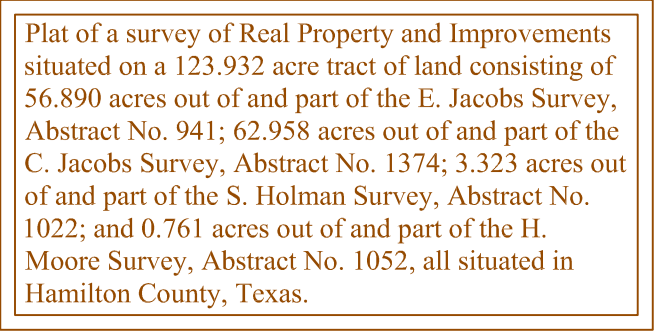 Plat of a survey of Real Property and Improvements
situated on a 123.932 acre tract of land consisting of
56.890 acres out of and part of the E. Jacobs Survey,
Abstract No. 941; 62.958 acres out of and part of the
C. Jacobs Survey, Abstract No. 1374; 3.323 acres out
of and part of the S. Holman Survey, Abstract No.
1022; and 0.761 acres out of and part of the H.
Moore Survey, Abstract No. 1052, all situated in
Hamilton County, Texas.